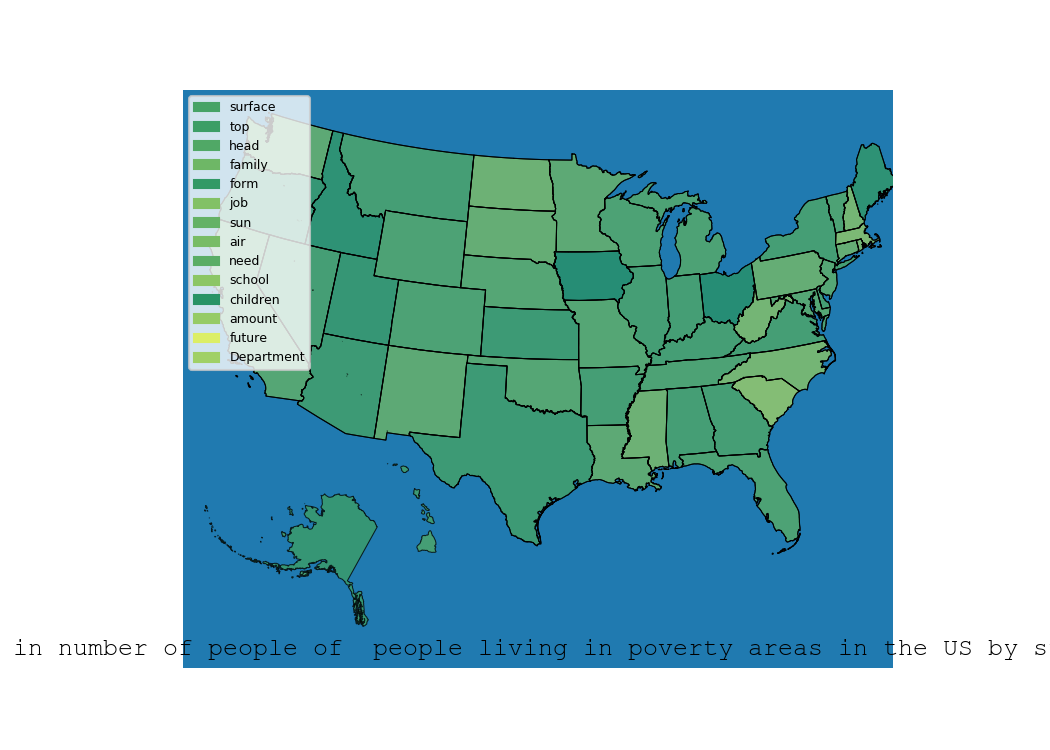 surface
top
head
family
form
job
sun
air
need
school
children
amount
future
Department
in number of people of  people living in poverty areas in the US by s